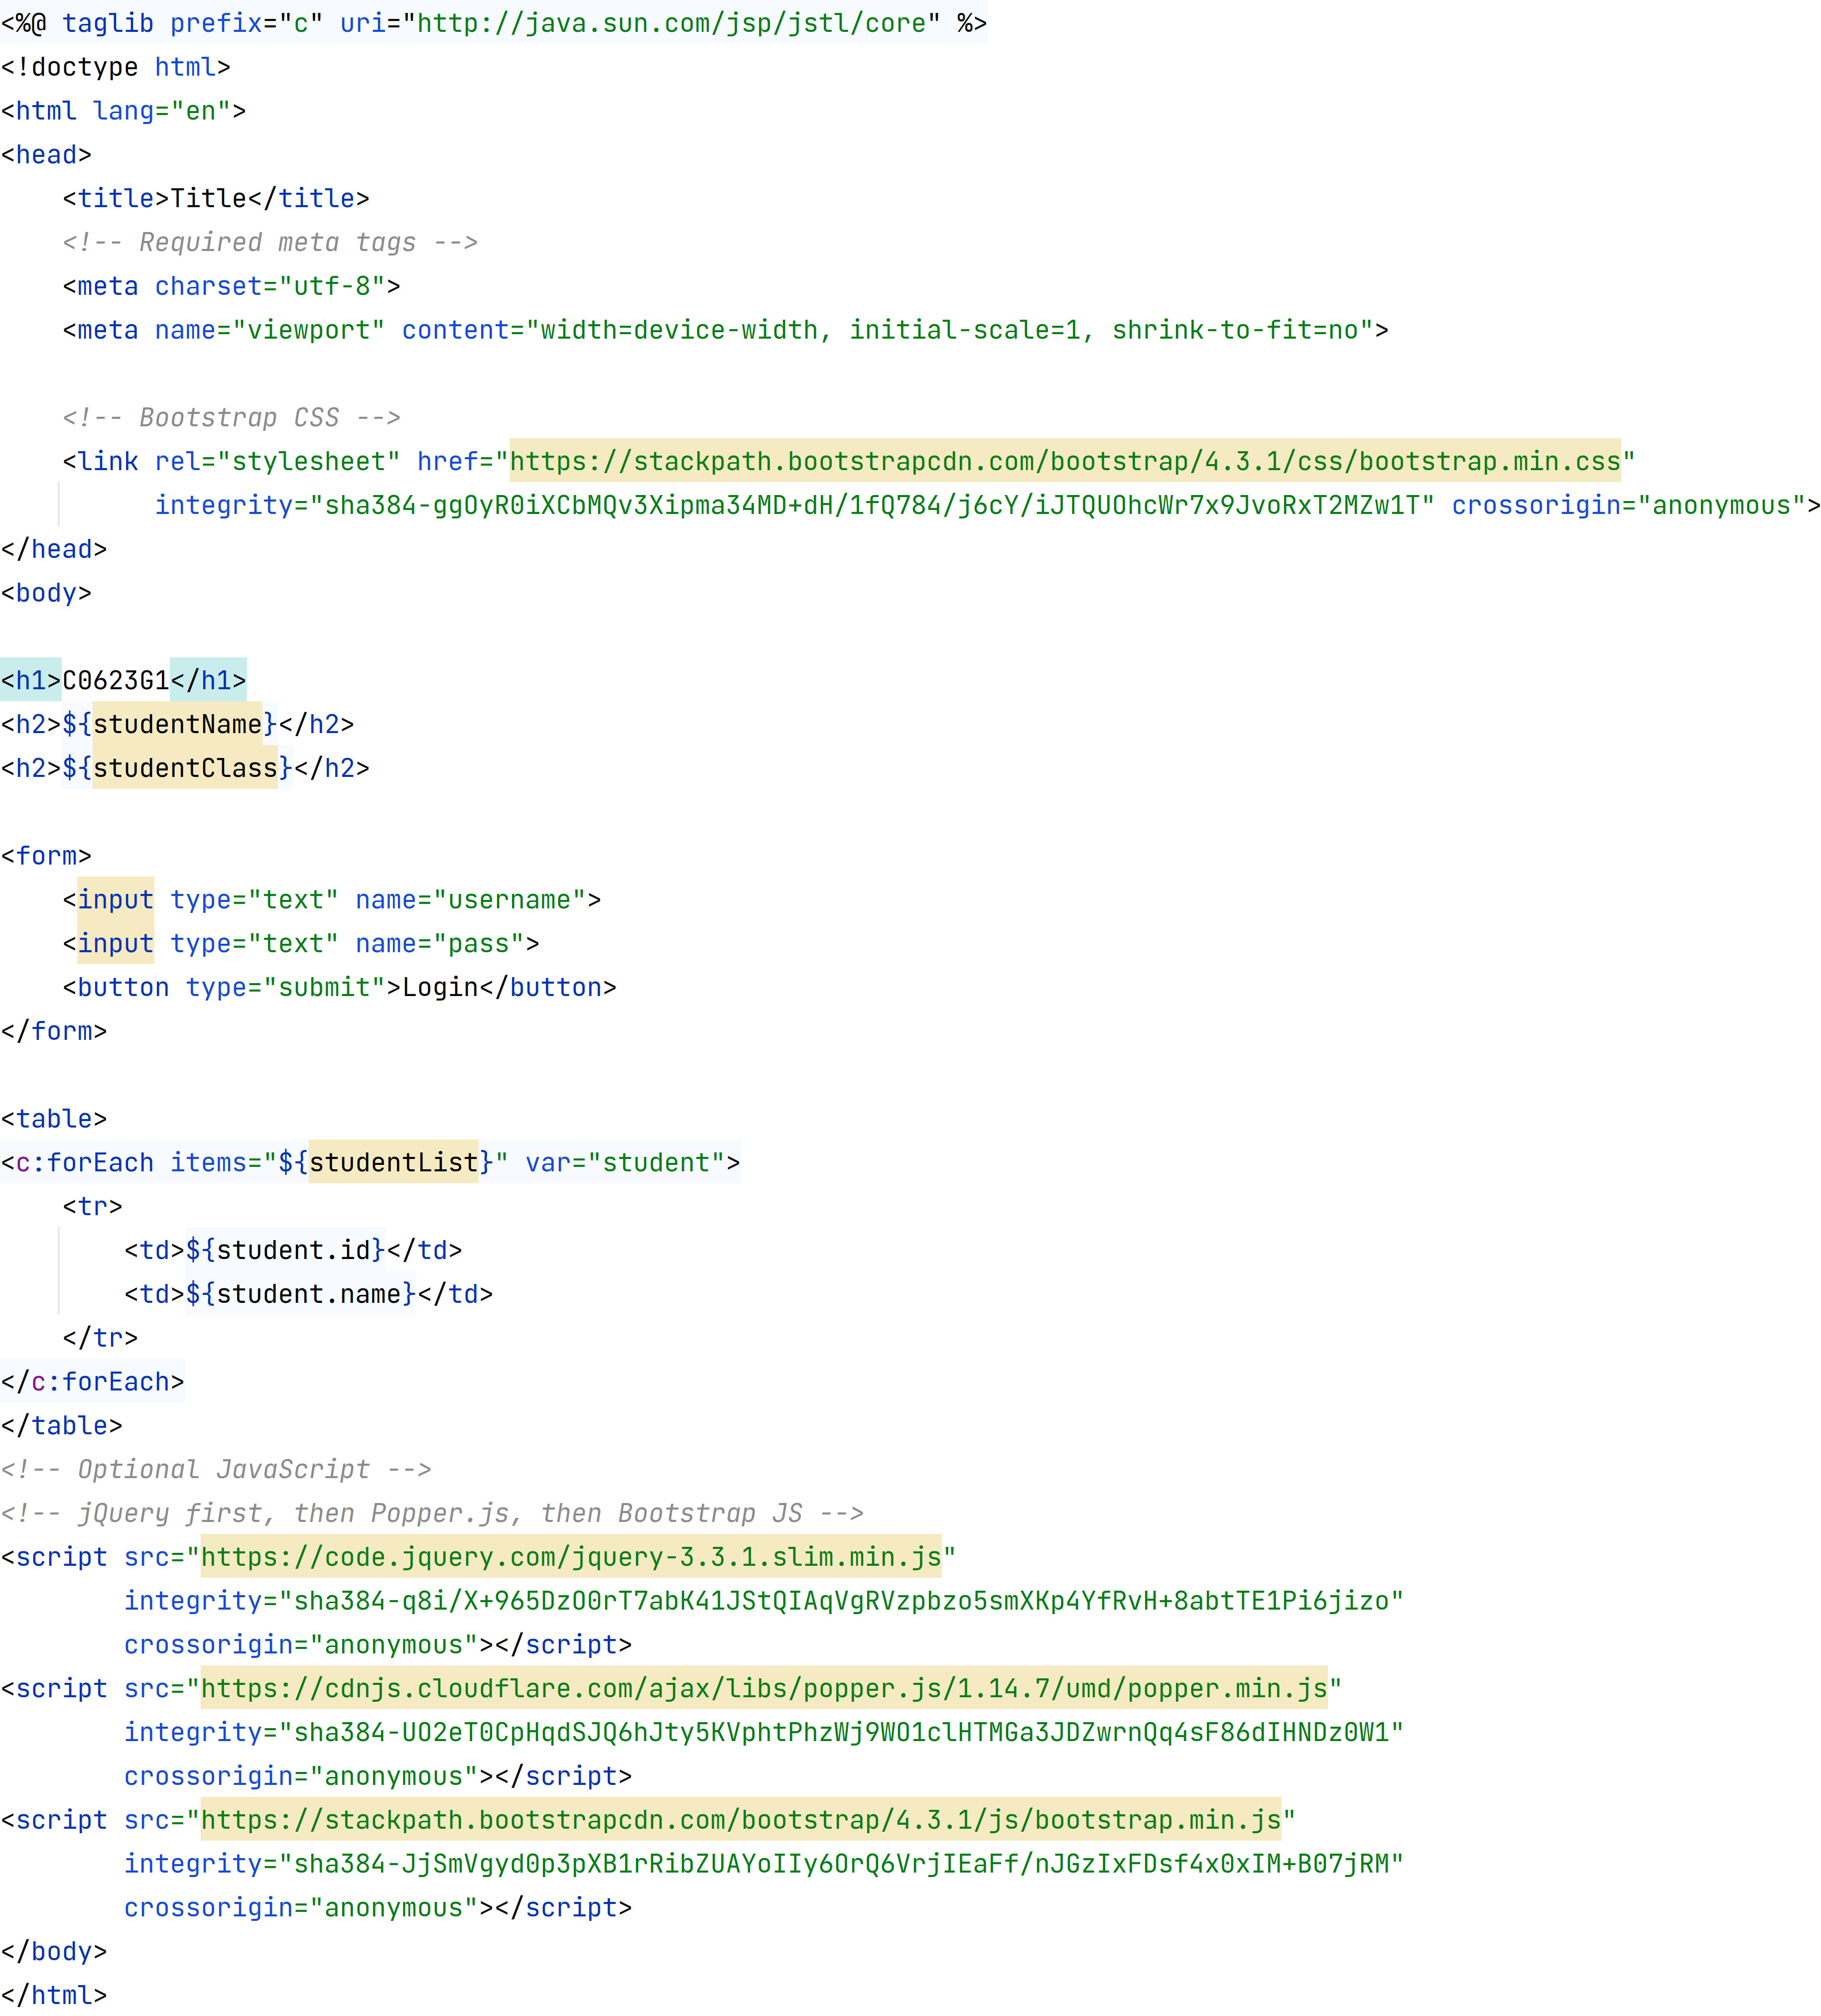 <%@ taglib prefix="c" uri="http://java.sun.com/jsp/jstl/core" %>
<!doctype html>
<html lang="en">
<head>
    <title>Title</title>
    <!-- Required meta tags -->
    <meta charset="utf-8">
    <meta name="viewport" content="width=device-width, initial-scale=1, shrink-to-fit=no">

    <!-- Bootstrap CSS -->
    <link rel="stylesheet" href="https://stackpath.bootstrapcdn.com/bootstrap/4.3.1/css/bootstrap.min.css"
          integrity="sha384-ggOyR0iXCbMQv3Xipma34MD+dH/1fQ784/j6cY/iJTQUOhcWr7x9JvoRxT2MZw1T" crossorigin="anonymous">
</head>
<body>

<h1>C0623G1</h1>
<h2>${studentName}</h2>
<h2>${studentClass}</h2>

<form>
    <input type="text" name="username">
    <input type="text" name="pass">
    <button type="submit">Login</button>
</form>

<table>
<c:forEach items="${studentList}" var="student">
    <tr>
        <td>${student.id}</td>
        <td>${student.name}</td>
    </tr>
</c:forEach>
</table>
<!-- Optional JavaScript -->
<!-- jQuery first, then Popper.js, then Bootstrap JS -->
<script src="https://code.jquery.com/jquery-3.3.1.slim.min.js"
        integrity="sha384-q8i/X+965DzO0rT7abK41JStQIAqVgRVzpbzo5smXKp4YfRvH+8abtTE1Pi6jizo"
        crossorigin="anonymous"></script>
<script src="https://cdnjs.cloudflare.com/ajax/libs/popper.js/1.14.7/umd/popper.min.js"
        integrity="sha384-UO2eT0CpHqdSJQ6hJty5KVphtPhzWj9WO1clHTMGa3JDZwrnQq4sF86dIHNDz0W1"
        crossorigin="anonymous"></script>
<script src="https://stackpath.bootstrapcdn.com/bootstrap/4.3.1/js/bootstrap.min.js"
        integrity="sha384-JjSmVgyd0p3pXB1rRibZUAYoIIy6OrQ6VrjIEaFf/nJGzIxFDsf4x0xIM+B07jRM"
        crossorigin="anonymous"></script>
</body>
</html>